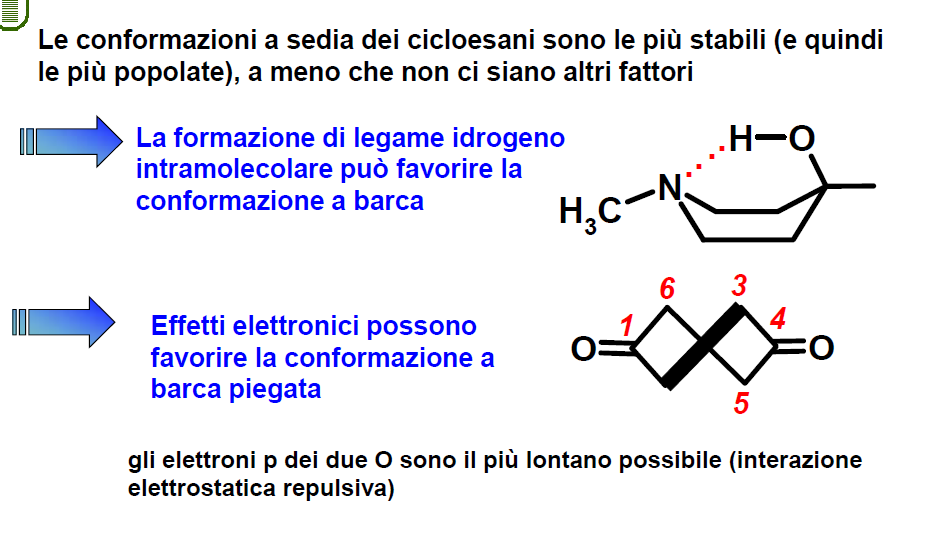 Le conformazioni a sedia dei cicloesani sono le più stabili (e quindi
le più popolate), a meno che non ci siano altri fattori
La formazione di legame idrogeno
intramolecolare può favorire la
conformazione a barca
H—O
N
H3C
Effetti elettronici possono
favorire la conformazione a
barca piegata
6 3
1 4
O O
5
gli elettroni p dei due O sono il più lontano possibile (interazione
elettrostatica repulsiva)